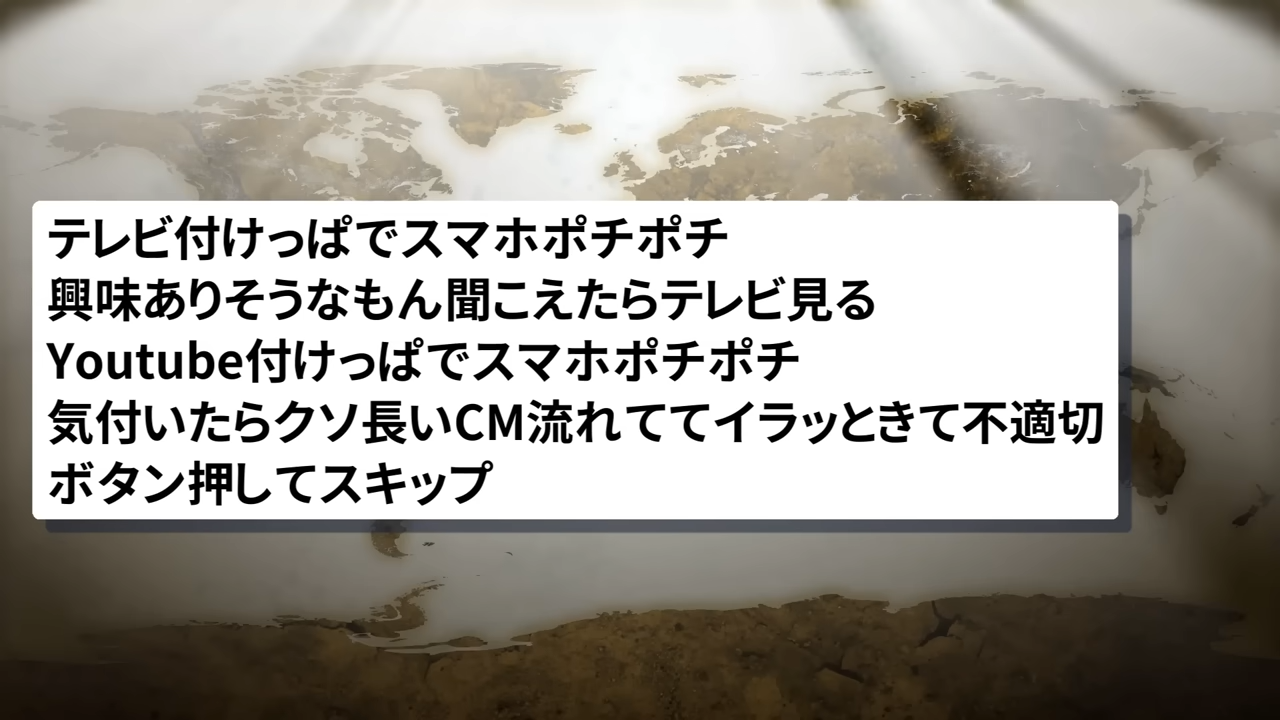 テレビ付けっぱでスマホポチポチ
興味ありそうなもん聞こえたらテレビ見る
Youtube付けっぱでスマホポチポチ
気付いたらクソ長いCM流れててイラッときて不適切
ボタン押してスキップ